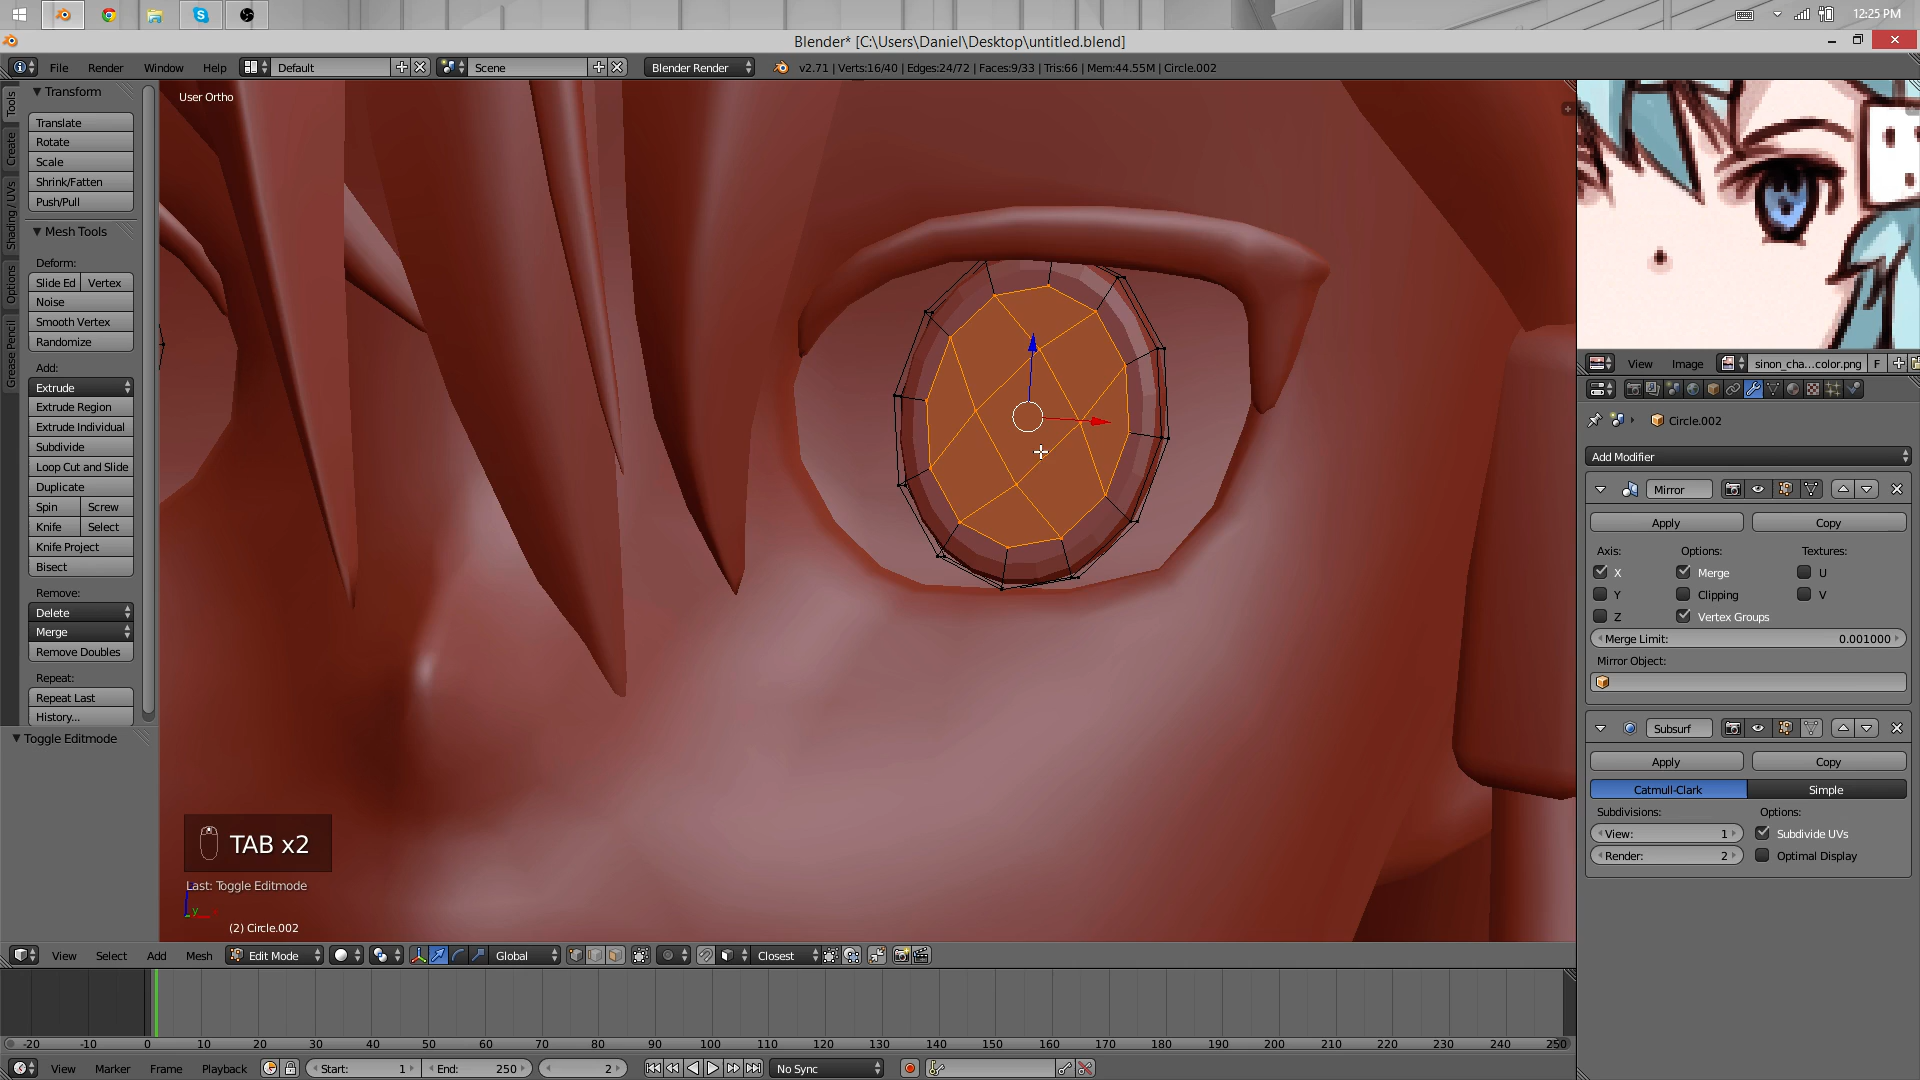 12:25 PM
Blender* [C:\Users\Daniel\Desktop\untitled.blend]
File Render Window Help Default Scene Blender Render v2.71 | Verts:16/40 | Edges:24/72 | Faces:9/33 | Tris:66 | Mem:44.55M | Circle.002
Tools
Create
Shading / UVs
Options
Grease Pencil
Transform
Translate
Rotate
Scale
Shrink/Fatten
Push/Pull
Mesh Tools
Deform:
Slide Ed Vertex
Noise
Smooth Vertex
Randomize
Add:
Extrude
Extrude Region
Extrude Individual
Subdivide
Loop Cut and Slide
Duplicate
Spin Screw
Knife Select
Knife Project
Bisect
Remove:
Delete
Merge
Remove Doubles
Repeat:
Repeat Last
History...
Toggle Editmode
User Ortho
TAB x2
Last: Toggle Editmode
y
(2) Circle.002
View Image sinon_cha...color.png F
Circle.002
Add Modifier
Mirror
Apply Copy
Axis: Options: Textures:
X Merge U
Y Clipping V
Z Vertex Groups
Merge Limit: 0.001000
Mirror Object:
Subsurf
Apply Copy
Catmull-Clark Simple
Subdivisions: Options:
View: 1 Subdivide UVs
Render: 2 Optimal Display
View Select Add Mesh Edit Mode Global Closest
-20 -10 0 10 20 30 40 50 60 70 80 90 100 110 120 130 140 150 160 170 180 190 200 210 220 230 240 250
View Marker Frame Playback Start: 1 End: 250 2 No Sync